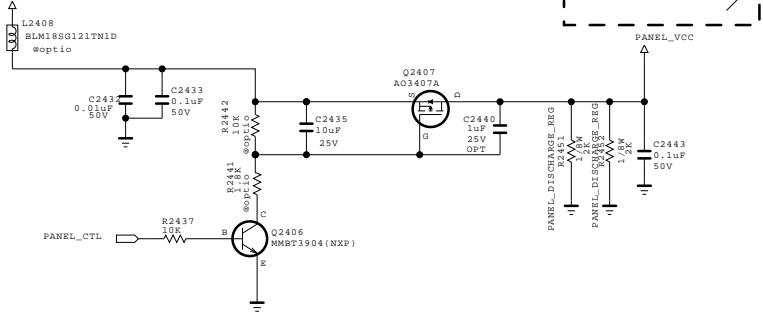 L2408
BLM18SG121TN1D
@optio
PANEL_VCC
Q2407
AO3407A
S
D
G
C2432
0.01uF
50V
C2433
0.1uF
50V
R2442
10K
@optio
C2435
10uF
25V
C2440
1uF
25V
OPT
PANEL_DISCHARGE_REG
R2451
1/8W
2K
PANEL_DISCHARGE_REG
R2452
1/8W
2K
C2443
0.1uF
50V
R2441
1.8K
@optio
PANEL_CTL
R2437
10K
B
C
E
Q2406
MMBT3904(NXP)